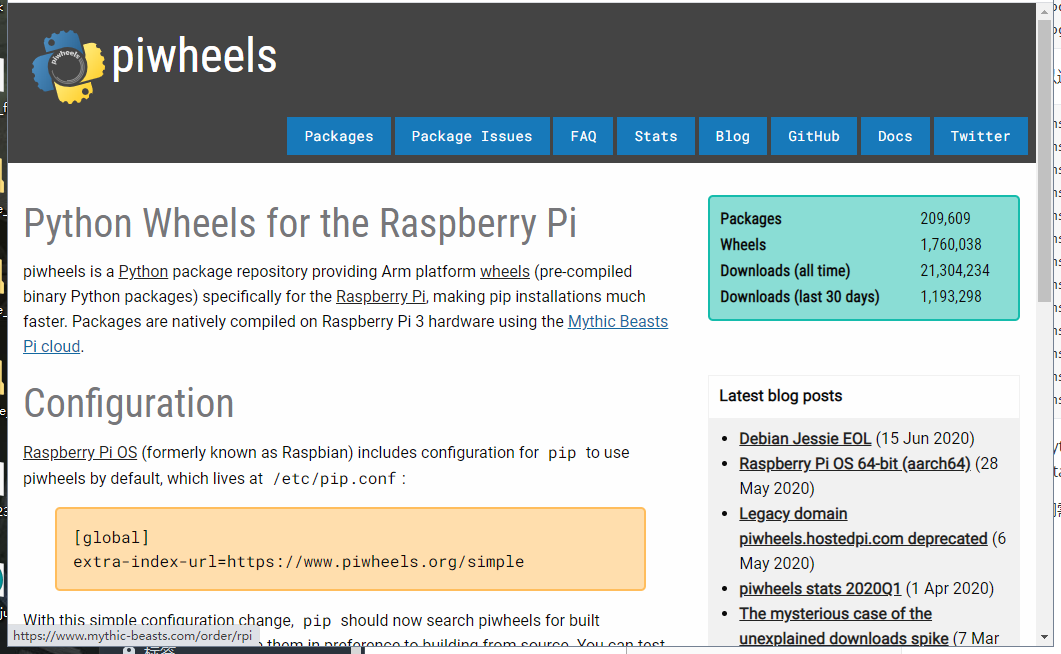 piwheels
piwheels
Packages Package Issues FAQ Stats Blog GitHub Docs Twitter
Python Wheels for the Raspberry Pi
piwheels is a Python package repository providing Arm platform wheels (pre-compiled
binary Python packages) specifically for the Raspberry Pi, making pip installations much
faster. Packages are natively compiled on Raspberry Pi 3 hardware using the Mythic Beasts
Pi cloud.
Configuration
Raspberry Pi OS (formerly known as Raspbian) includes configuration for pip to use
piwheels by default, which lives at /etc/pip.conf :
[global]
extra-index-url=https://www.piwheels.org/simple
With this simple configuration change, pip should now search piwheels for built
them in preference to building from source. You can test
https://www.mythic-beasts.com/order/rpi
Packages 209,609
Wheels 1,760,038
Downloads (all time) 21,304,234
Downloads (last 30 days) 1,193,298
Latest blog posts
Debian Jessie EOL (15 Jun 2020)
Raspberry Pi OS 64-bit (aarch64) (28
May 2020)
Legacy domain
piwheels.hostedpi.com deprecated (6
May 2020)
piwheels stats 2020Q1 (1 Apr 2020)
The mysterious case of the
unexplained downloads spike (7 Mar
标签